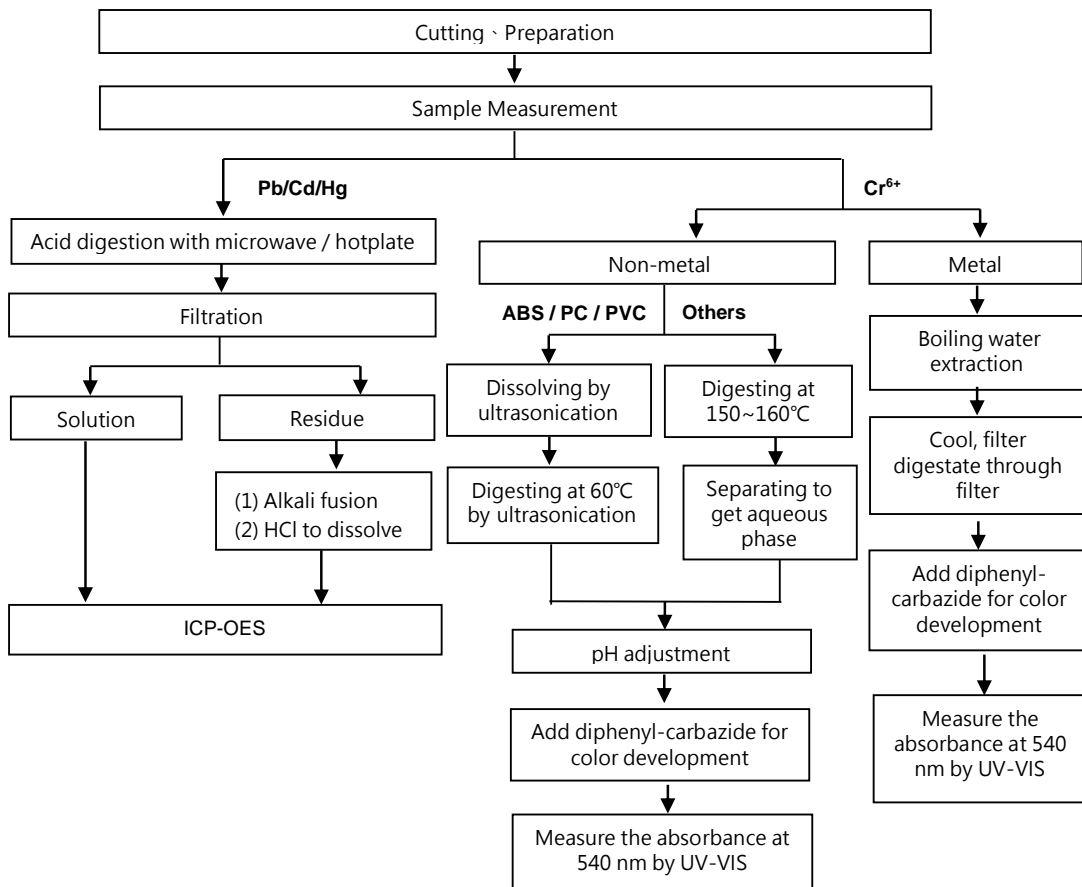 Cutting、Preparation
Sample Measurement
Pb/Cd/Hg
Cr6+
Acid digestion with microwave / hotplate
Filtration
Solution
Residue
(1) Alkali fusion
(2) HCl to dissolve
ICP-OES
Non-metal
ABS / PC / PVC
Others
Dissolving by
ultrasonication
Digesting at 60℃
by ultrasonication
Digesting at
150~160℃
Separating to
get aqueous
phase
pH adjustment
Add diphenyl-carbazide for
color development
Measure the absorbance at
540 nm by UV-VIS
Metal
Boiling water
extraction
Cool, filter
digestate through
filter
Add diphenyl-
carbazide for color
development
Measure the
absorbance at 540
nm by UV-VIS